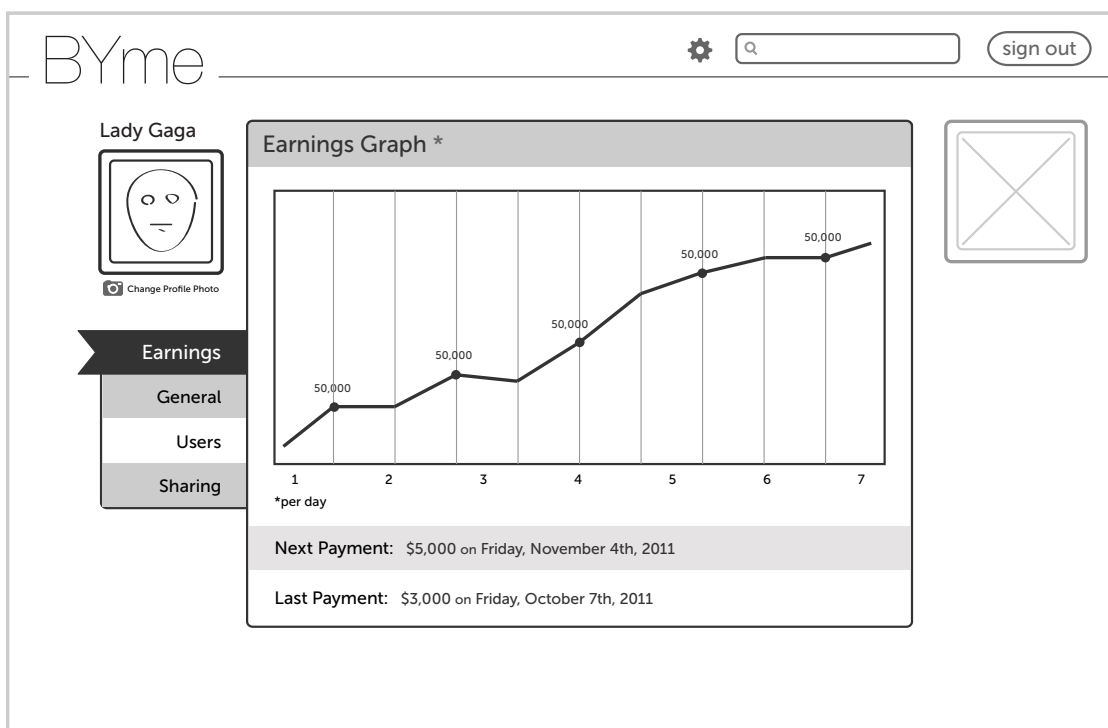 BYme
sign out
Lady Gaga
Change Profile Photo
Earnings
General
Users
Sharing
Earnings Graph *
50,000
50,000
50,000
50,000
50,000
1 2 3 4 5 6 7
*per day
Next Payment: $5,000 on Friday, November 4th, 2011
Last Payment: $3,000 on Friday, October 7th, 2011